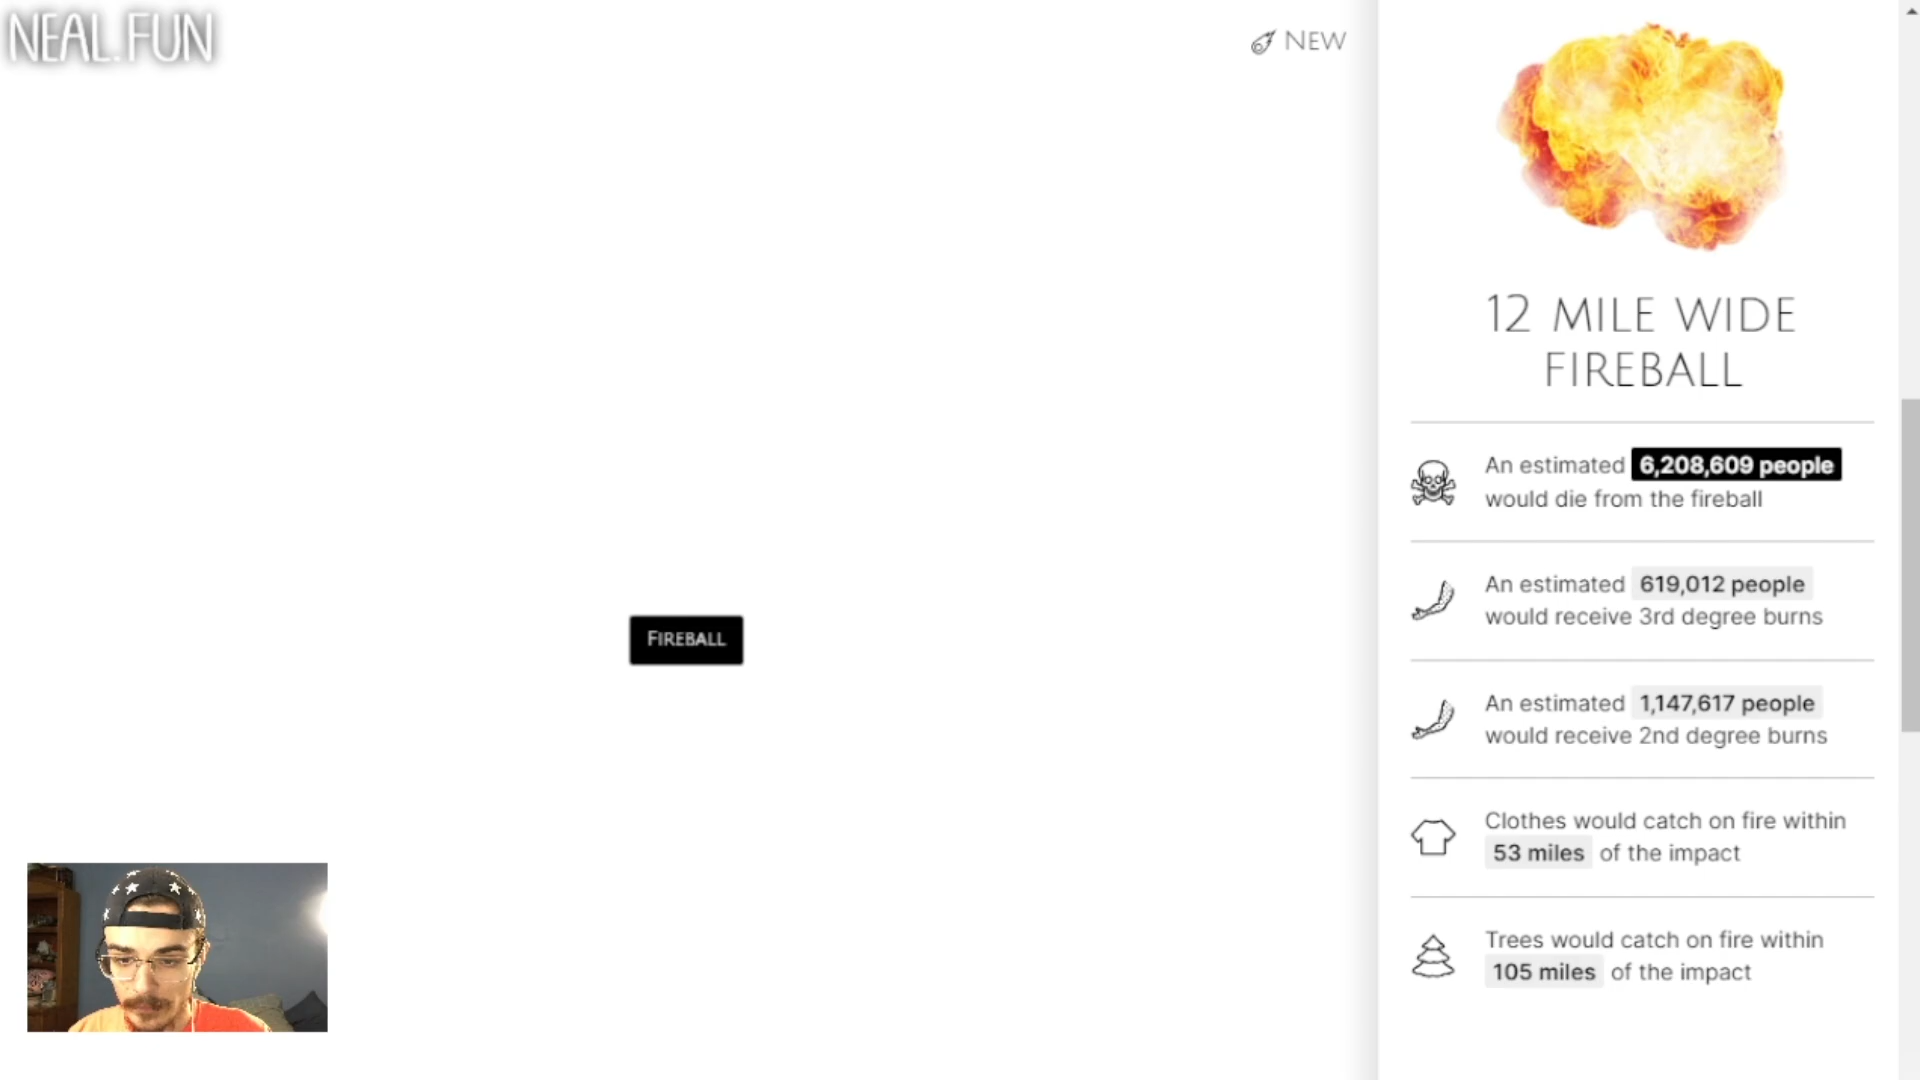 NEAL.FUN
NEW
12 MILE WIDE
FIREBALL
An estimated 6,208,609 people
would die from the fireball
An estimated 619,012 people
would receive 3rd degree burns
An estimated 1,147,617 people
would receive 2nd degree burns
Clothes would catch on fire within
53 miles of the impact
Trees would catch on fire within
105 miles of the impact
FIREBALL